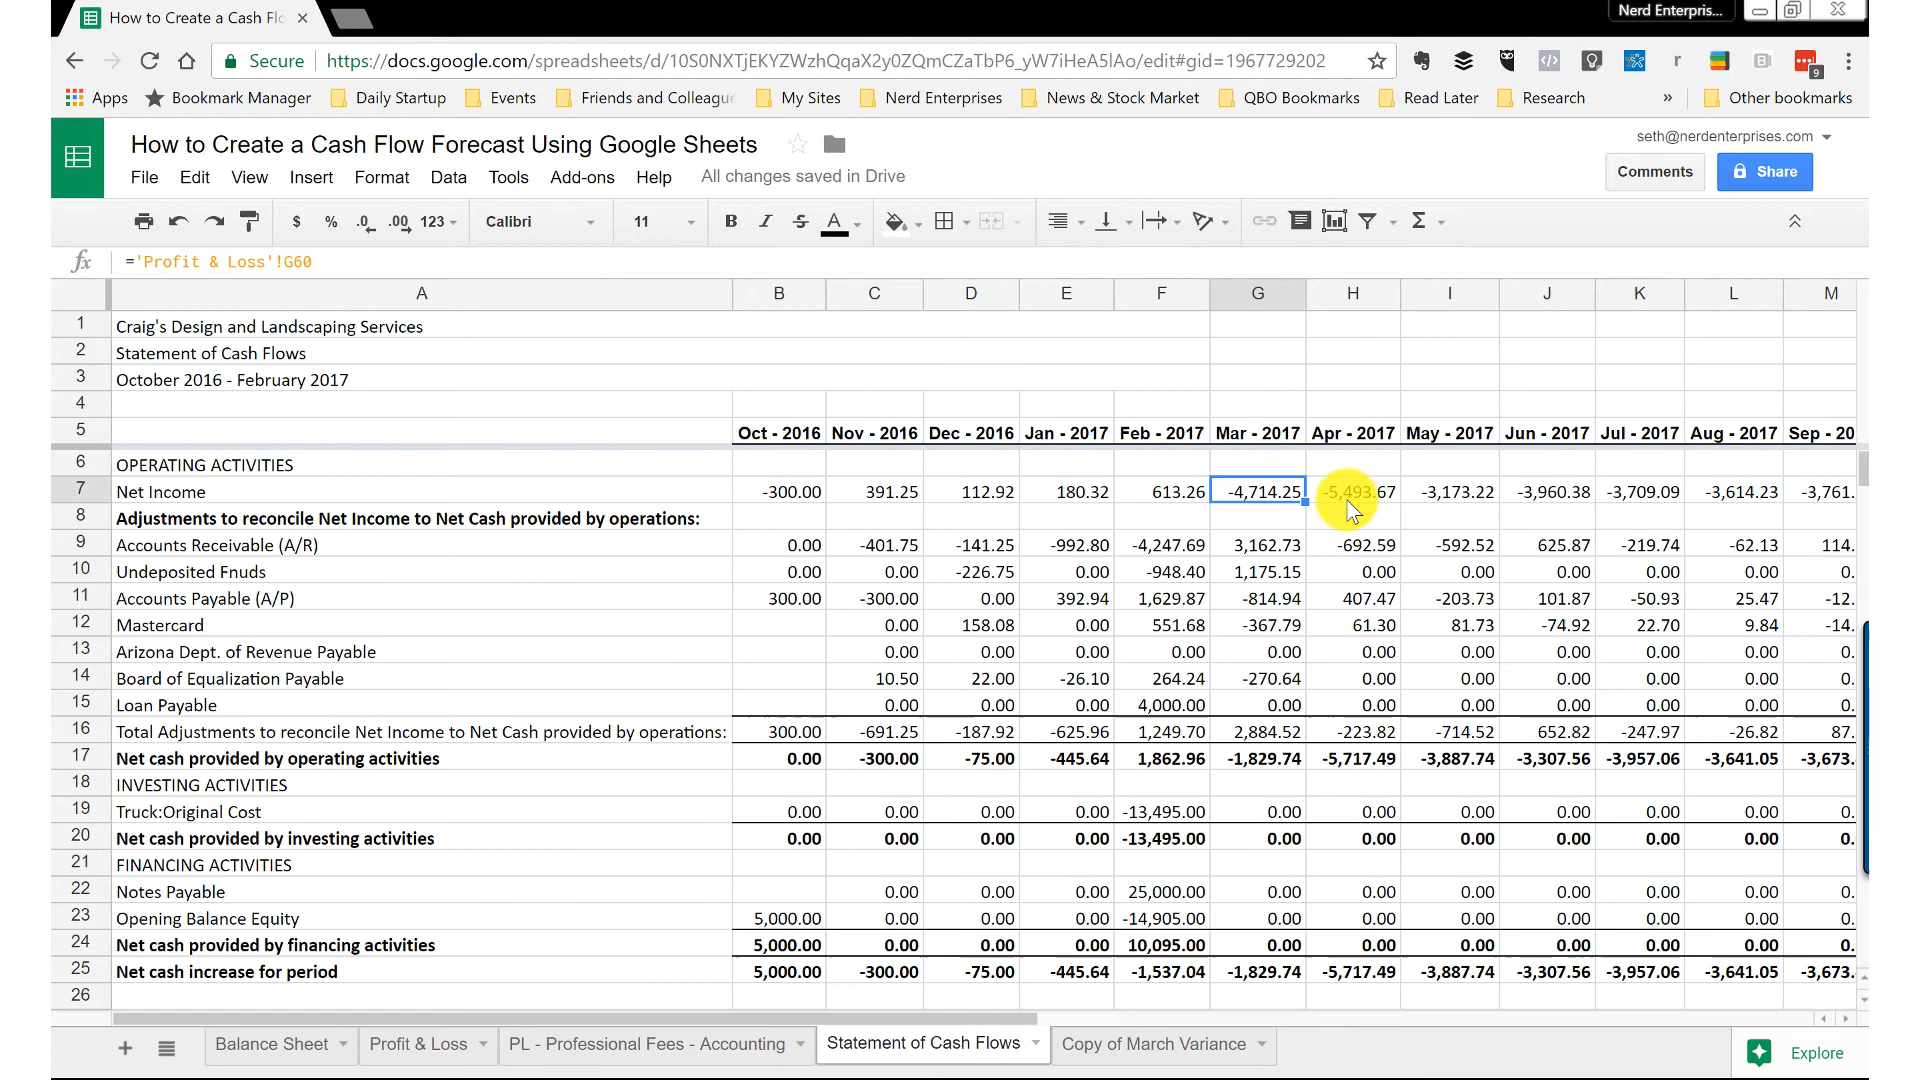 How to Create a Cash Flo
Nerd Enterpris...
Secure https://docs.google.com/spreadsheets/d/10S0NXTjEKYZWzhQqaX2y0ZQmCZaTbP6_yW7iHeA5lAo/edit#gid=1967729202
9
Apps Bookmark Manager Daily Startup Events Friends and Colleagu My Sites Nerd Enterprises News & Stock Market QBO Bookmarks Read Later Research » Other bookmarks
How to Create a Cash Flow Forecast Using Google Sheets
seth@nerdenterprises.com
File Edit View Insert Format Data Tools Add-ons Help All changes saved in Drive
Comments Share
$ % .0 .00 123 Calibri 11 B I S A Σ
fx ='Profit & Loss'!G60
A B C D E F G H I J K L M
1 Craig's Design and Landscaping Services
2 Statement of Cash Flows
3 October 2016 - February 2017
4
5 Oct - 2016 Nov - 2016 Dec - 2016 Jan - 2017 Feb - 2017 Mar - 2017 Apr - 2017 May - 2017 Jun - 2017 Jul - 2017 Aug - 2017 Sep - 20
6 OPERATING ACTIVITIES
7 Net Income -300.00 391.25 112.92 180.32 613.26 -4,714.25 -5,493.67 -3,173.22 -3,960.38 -3,709.09 -3,614.23 -3,761.
8 Adjustments to reconcile Net Income to Net Cash provided by operations:
9 Accounts Receivable (A/R) 0.00 -401.75 -141.25 -992.80 -4,247.69 3,162.73 -692.59 -592.52 625.87 -219.74 -62.13 114.
10 Undeposited Fnuds 0.00 0.00 -226.75 0.00 -948.40 1,175.15 0.00 0.00 0.00 0.00 0.00 0.
11 Accounts Payable (A/P) 300.00 -300.00 0.00 392.94 1,629.87 -814.94 407.47 -203.73 101.87 -50.93 25.47 -12.
12 Mastercard 0.00 158.08 0.00 551.68 -367.79 61.30 81.73 -74.92 22.70 9.84 -14.
13 Arizona Dept. of Revenue Payable 0.00 0.00 0.00 0.00 0.00 0.00 0.00 0.00 0.00 0.00 0.
14 Board of Equalization Payable 10.50 22.00 -26.10 264.24 -270.64 0.00 0.00 0.00 0.00 0.00 0.
15 Loan Payable 0.00 0.00 0.00 4,000.00 0.00 0.00 0.00 0.00 0.00 0.00 0.
16 Total Adjustments to reconcile Net Income to Net Cash provided by operations: 300.00 -691.25 -187.92 -625.96 1,249.70 2,884.52 -223.82 -714.52 652.82 -247.97 -26.82 87.
17 Net cash provided by operating activities 0.00 -300.00 -75.00 -445.64 1,862.96 -1,829.74 -5,717.49 -3,887.74 -3,307.56 -3,957.06 -3,641.05 -3,673.
18 INVESTING ACTIVITIES
19 Truck:Original Cost 0.00 0.00 0.00 0.00 -13,495.00 0.00 0.00 0.00 0.00 0.00 0.00 0.
20 Net cash provided by investing activities 0.00 0.00 0.00 0.00 -13,495.00 0.00 0.00 0.00 0.00 0.00 0.00 0.
21 FINANCING ACTIVITIES
22 Notes Payable 0.00 0.00 0.00 25,000.00 0.00 0.00 0.00 0.00 0.00 0.00 0.
23 Opening Balance Equity 5,000.00 0.00 0.00 0.00 -14,905.00 0.00 0.00 0.00 0.00 0.00 0.00 0.
24 Net cash provided by financing activities 5,000.00 0.00 0.00 0.00 10,095.00 0.00 0.00 0.00 0.00 0.00 0.00 0.
25 Net cash increase for period 5,000.00 -300.00 -75.00 -445.64 -1,537.04 -1,829.74 -5,717.49 -3,887.74 -3,307.56 -3,957.06 -3,641.05 -3,673.
26
Balance Sheet Profit & Loss PL - Professional Fees - Accounting Statement of Cash Flows Copy of March Variance Explore